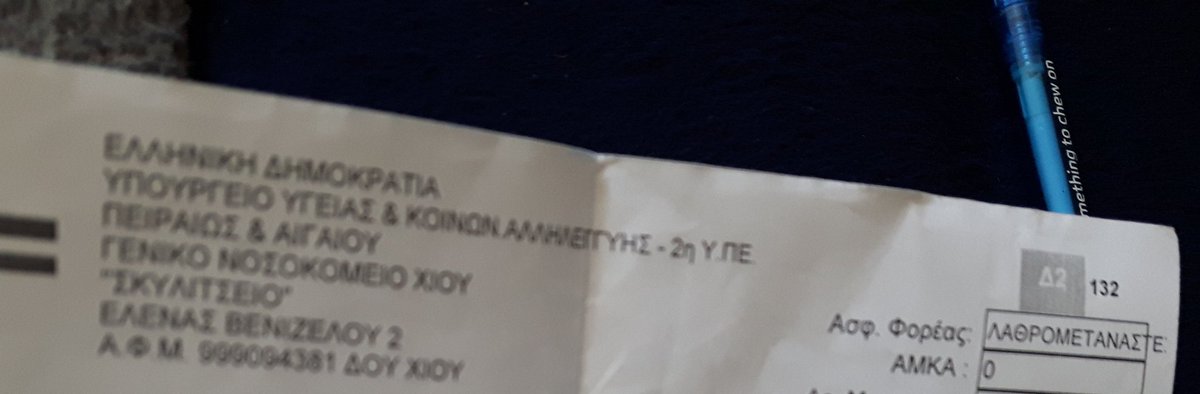 ΕΛΛΗΝΙΚΗ ΔΗΜΟΚΡΑΤΙΑ
ΥΠΟΥΡΓΕΙΟ ΥΓΕΙΑΣ & ΚΟΙΝΩΝ.ΑΛΛΗΛΕΓΓΥΗΣ - 2η Υ.ΠΕ.
ΠΕΙΡΑΙΩΣ & ΑΙΓΑΙΟΥ
ΓΕΝΙΚΟ ΝΟΣΟΚΟΜΕΙΟ ΧΙΟΥ
"ΣΚΥΛΙΤΣΕΙΟ"
ΕΛΕΝΑΣ ΒΕΝΙΖΕΛΟΥ 2
Α.Φ.Μ. 999094381 ΔΟΥ ΧΙΟΥ
Δ2 132
Ασφ. Φορέας: ΛΑΘΡΟΜΕΤΑΝΑΣΤΕ
ΑΜΚΑ : 0
mething to chew on